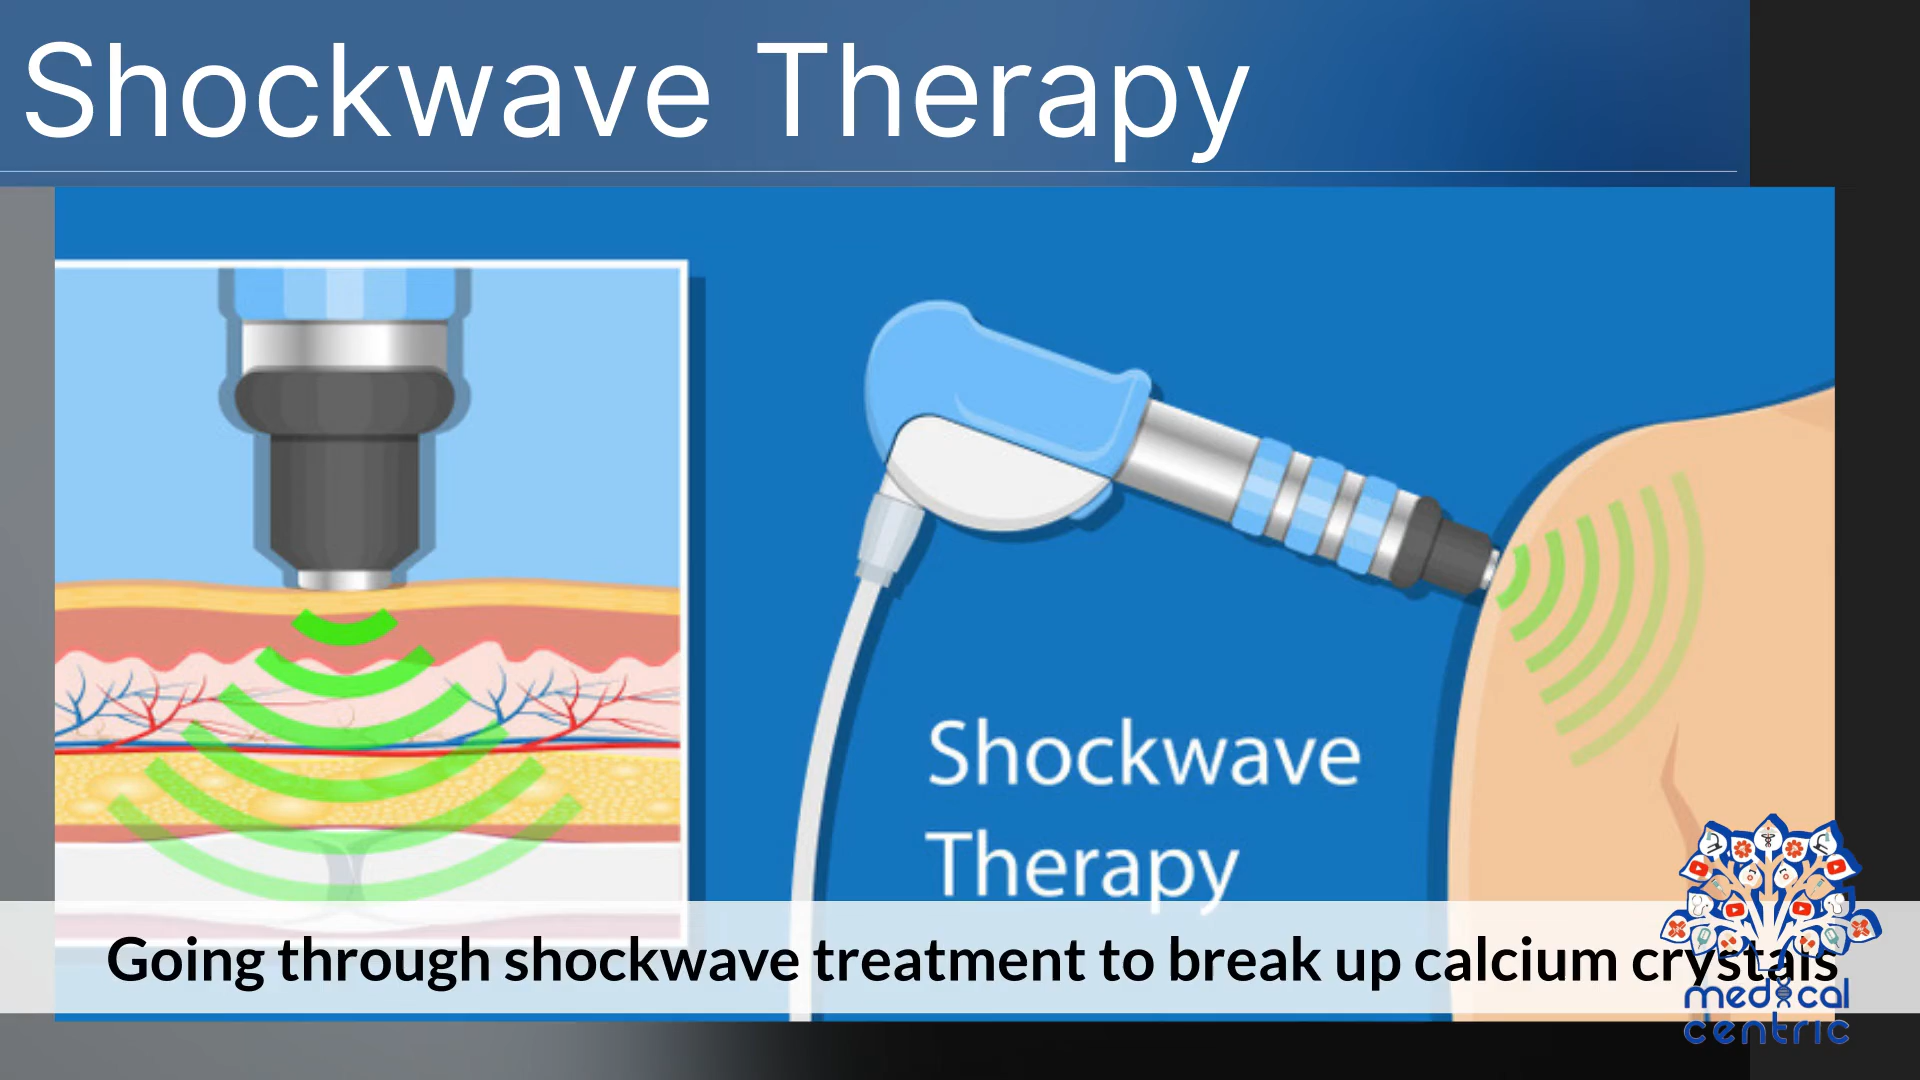 Shockwave Therapy
Shockwave
Therapy
Going through shockwave treatment to break up calcium crystals
medical
centric